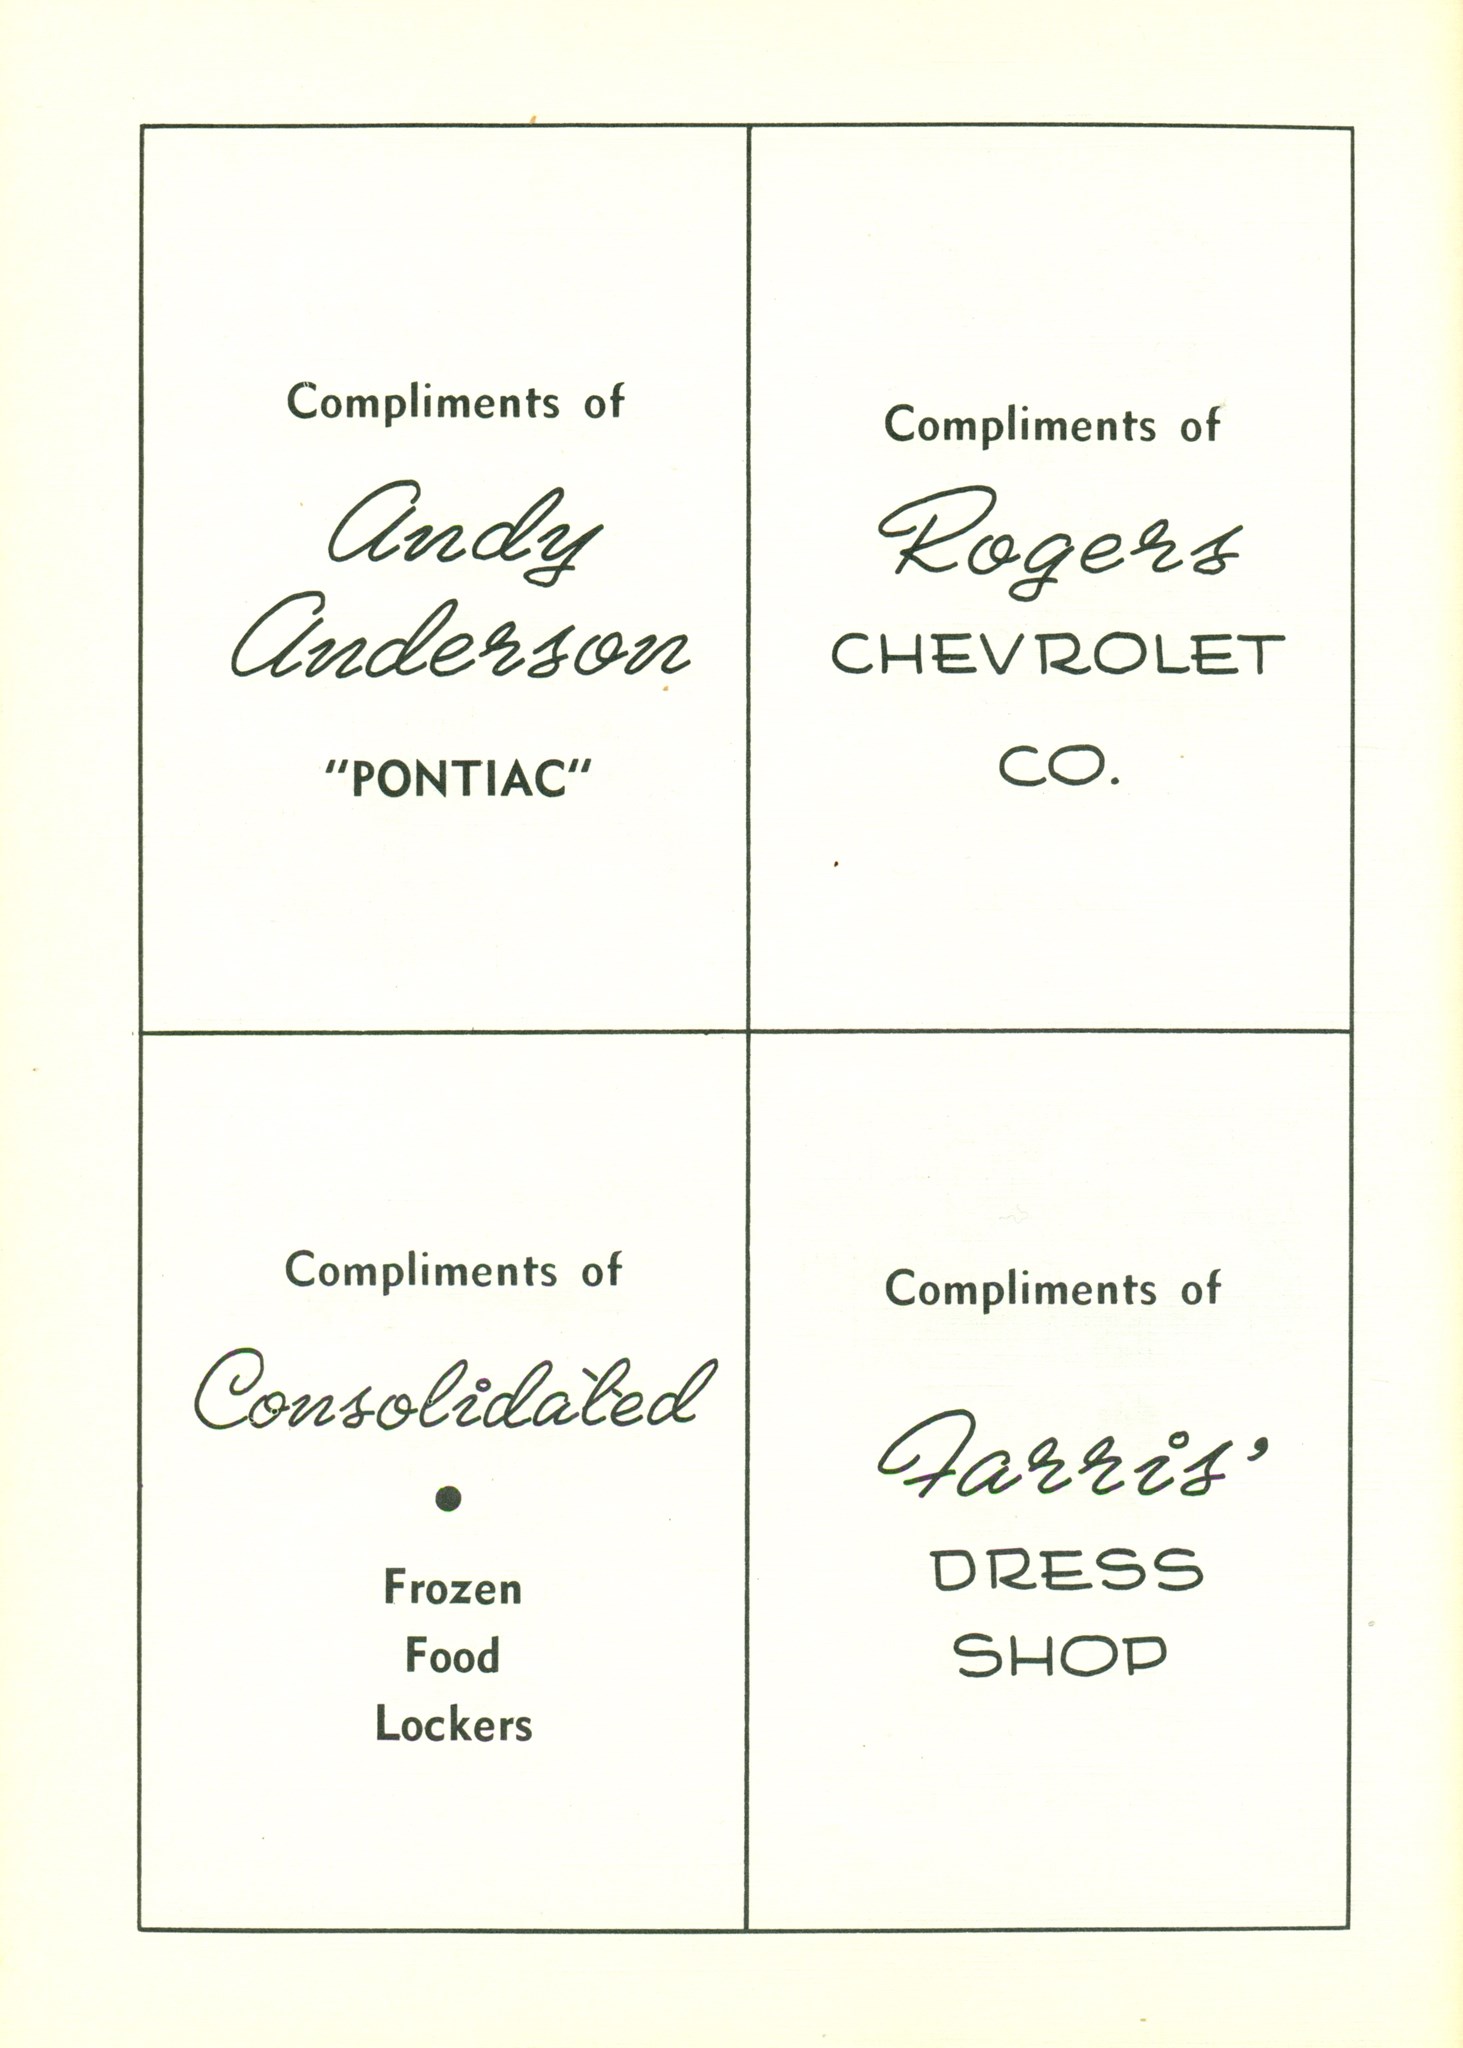 Compliments of
Andy
Anderson
"PONTIAC"
Compliments of
Rogers
CHEVROLET
CO.
Compliments of
Consolidated
•
Frozen
Food
Lockers
Compliments of
Farris'
DRESS
SHOP